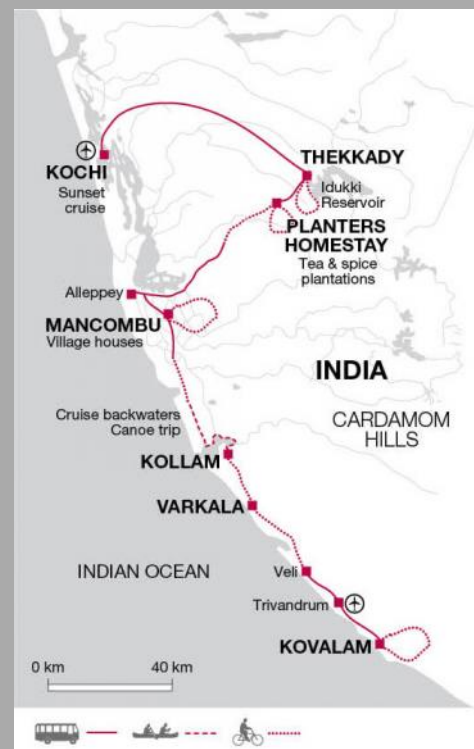 KOCHI
Sunset
cruise
THEKKADY
Idukki
Reservoir
PLANTERS
HOMESTAY
Tea & spice
plantations
Alleppey
MANCOMBU
Village houses
INDIA
CARDAMOM
HILLS
Cruise backwaters
Canoe trip
KOLLAM
VARKALA
INDIAN OCEAN
Veli
Trivandrum
KOVALAM
0 km 40 km